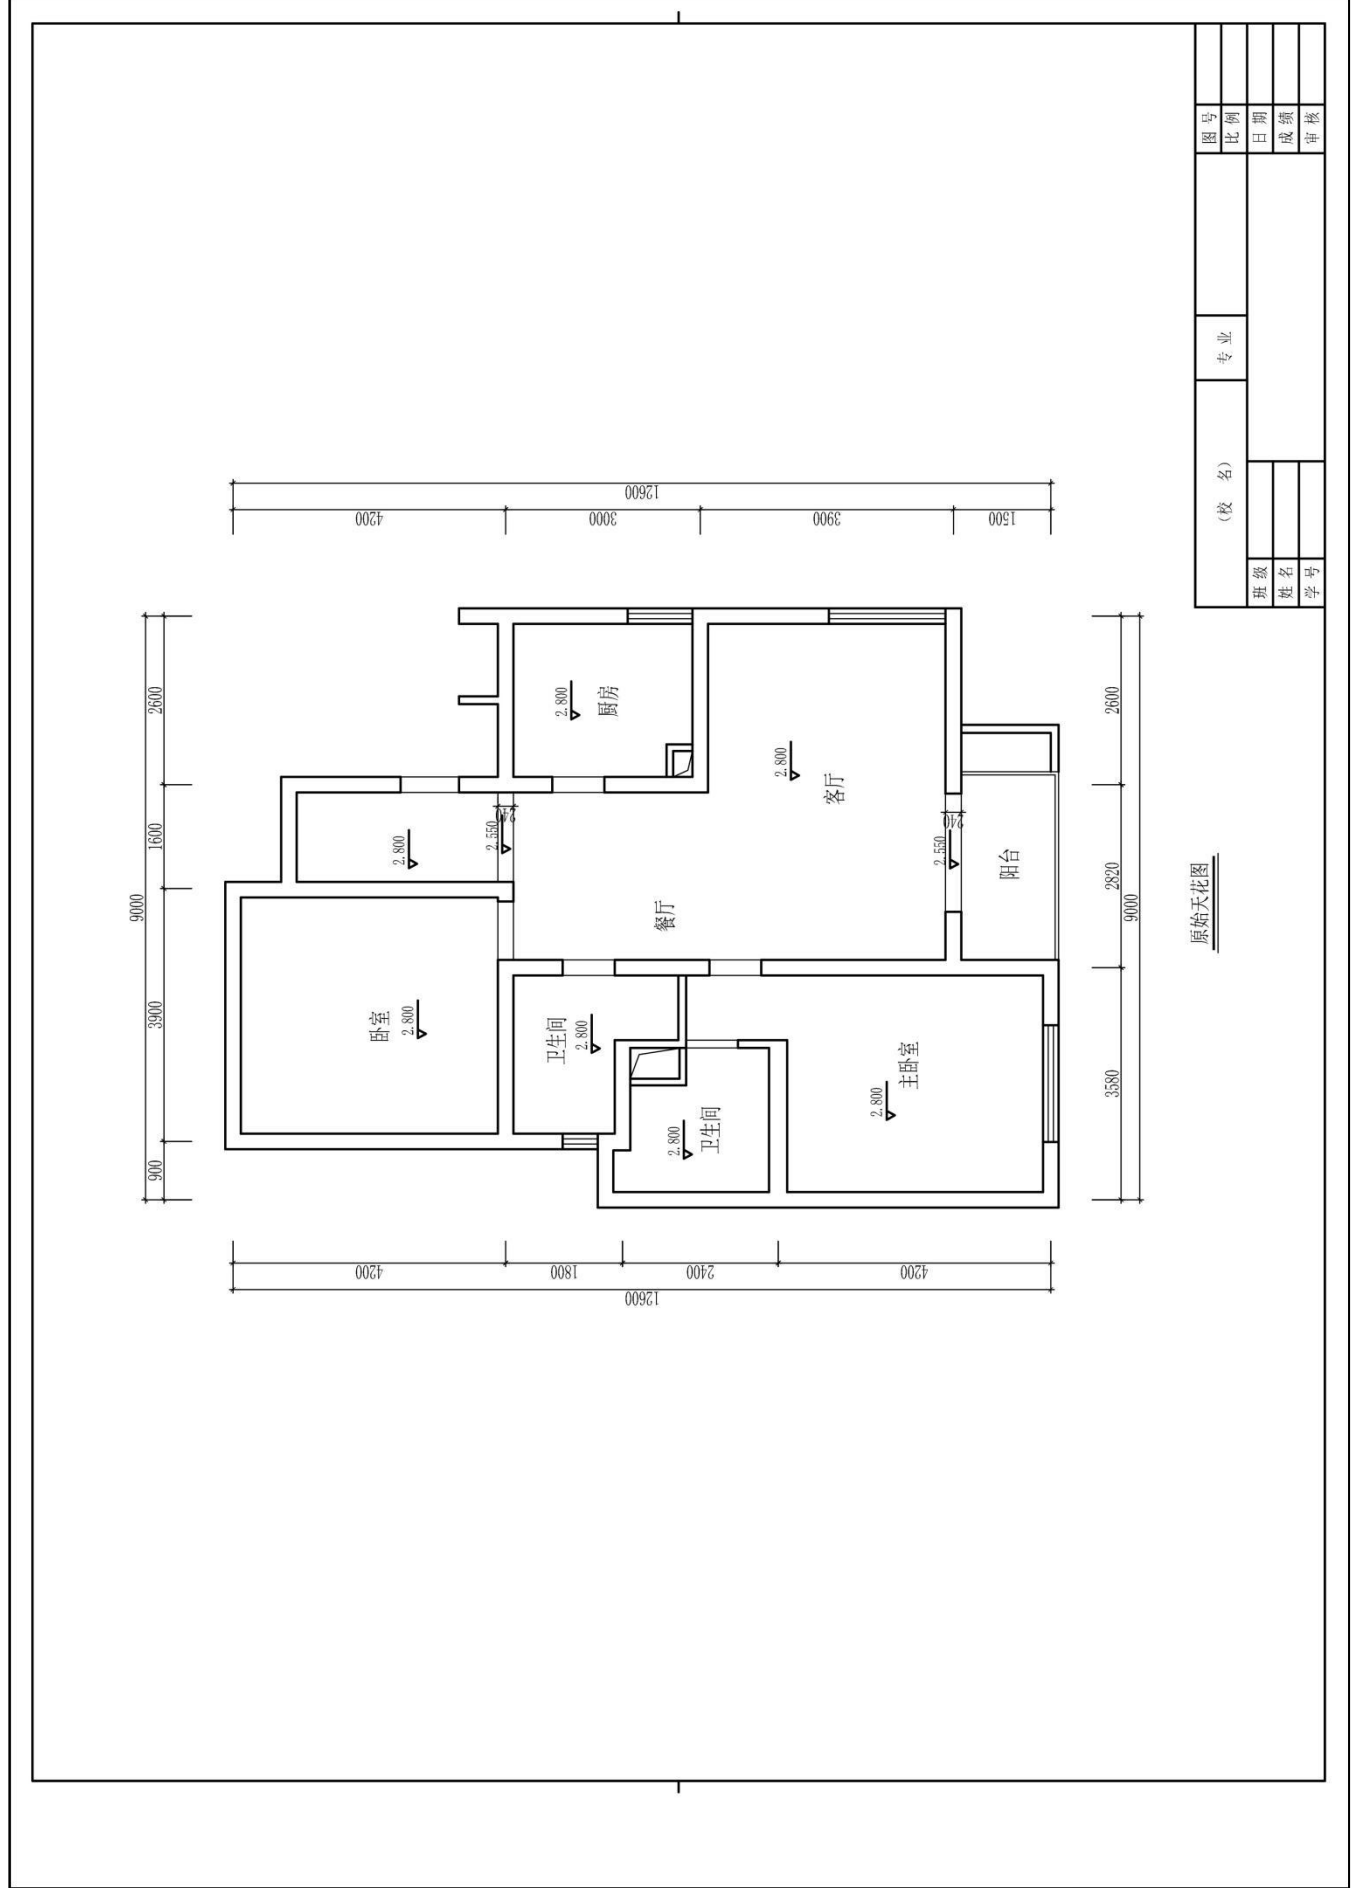 9000
900
3900
1600
2600
12600
4200
3000
3900
1500
12600
4200
1800
2400
4200
3580
2820
2600
9000
卧室
2.800
2.800
2.550
240
厨房
2.800
卫生间
2.800
餐厅
卫生间
2.800
客厅
2.800
主卧室
2.800
2.550
240
阳台
原始天花图
(校 名)
专 业
图 号
比 例
班 级
日 期
姓 名
成 绩
学 号
审 核